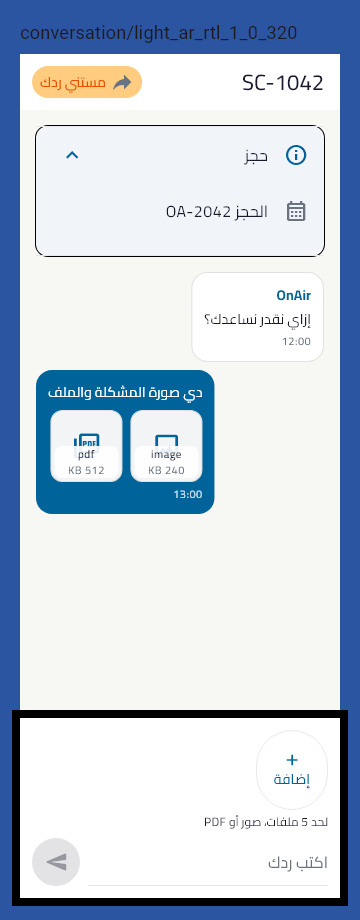 conversation/light_ar_rtl_1_0_320
SC-1042
مستني ردك
حجز
الحجز OA-2042
OnAir
إزاي نقدر نساعدك؟
12:00
دي صورة المشكلة والملف
image
240 KB
pdf
512 KB
13:00
+
إضافة
لحد 5 ملفات، صور أو PDF
اكتب ردك